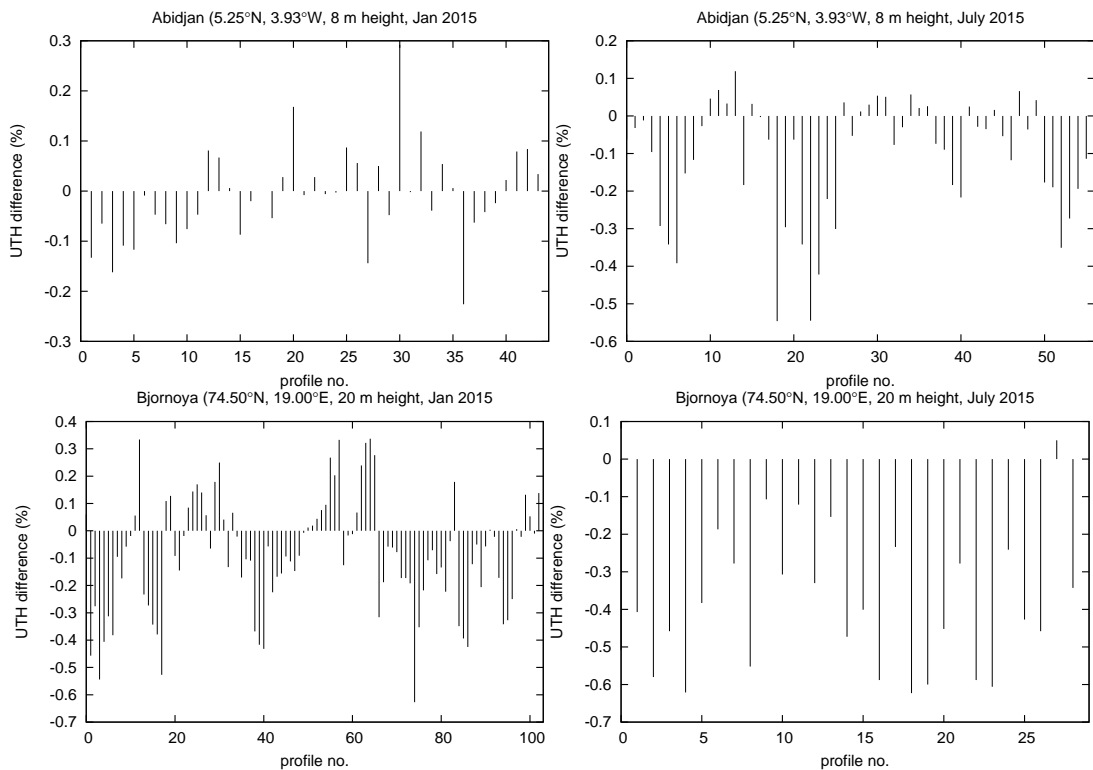 Abidjan (5.25°N, 3.93°W, 8 m height, Jan 2015
0.3
0.2
0.1
0
-0.1
-0.2
-0.3
UTH difference (%)
0 5 10 15 20 25 30 35 40
profile no.
Abidjan (5.25°N, 3.93°W, 8 m height, July 2015
0.2
0.1
0
-0.1
-0.2
-0.3
-0.4
-0.5
-0.6
UTH difference (%)
0 10 20 30 40 50
profile no.
Bjornoya (74.50°N, 19.00°E, 20 m height, Jan 2015
0.4
0.3
0.2
0.1
0
-0.1
-0.2
-0.3
-0.4
-0.5
-0.6
-0.7
UTH difference (%)
0 20 40 60 80 100
profile no.
Bjornoya (74.50°N, 19.00°E, 20 m height, July 2015
0.1
0
-0.1
-0.2
-0.3
-0.4
-0.5
-0.6
-0.7
UTH difference (%)
0 5 10 15 20 25
profile no.